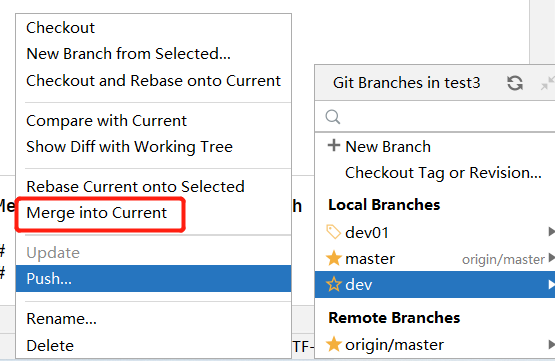 Checkout
New Branch from Selected...
Checkout and Rebase onto Current
Compare with Current
Show Diff with Working Tree
Rebase Current onto Selected
Merge into Current
Update
Push...
Rename...
Delete
Git Branches in test3
+ New Branch
Checkout Tag or Revision...
Local Branches
dev01
master origin/master
dev
Remote Branches
origin/master
#
#